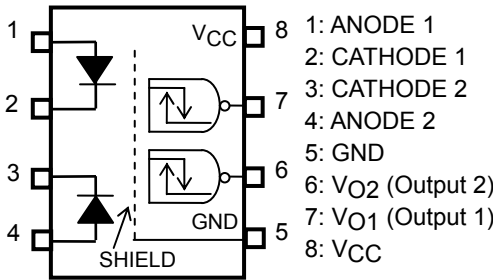 1
2
3
4
VCC
GND
SHIELD
8
7
6
5
1: ANODE 1
2: CATHODE 1
3: CATHODE 2
4: ANODE 2
5: GND
6: VO2 (Output 2)
7: VO1 (Output 1)
8: VCC